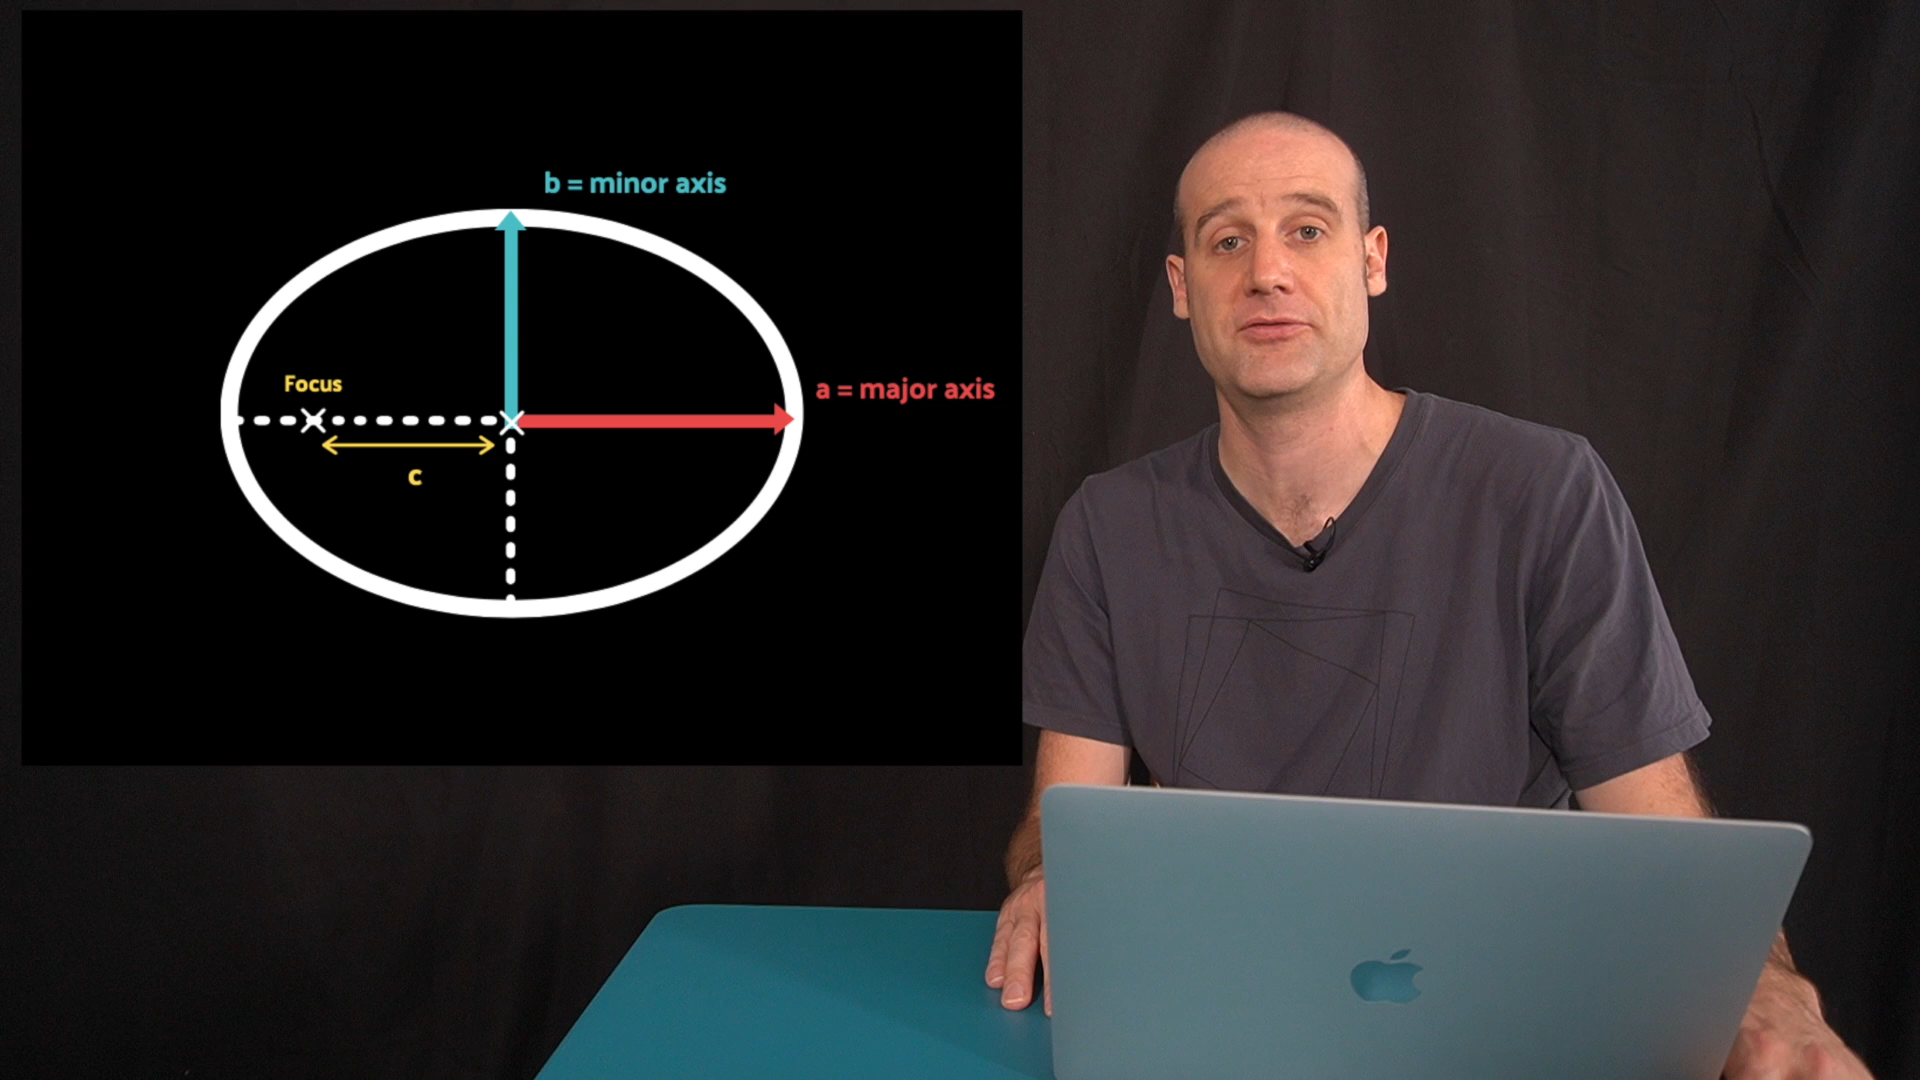 b = minor axis
Focus
a = major axis
c